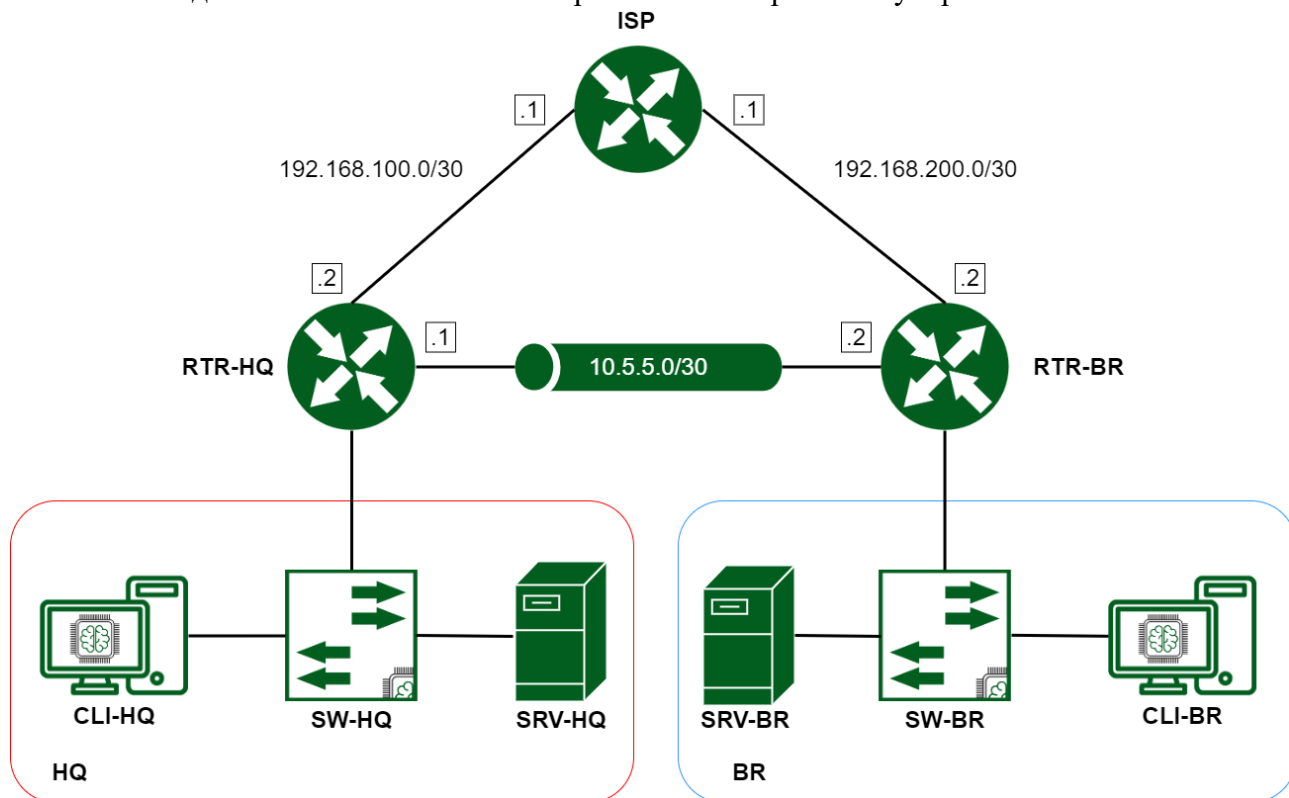 ISP
.1
.1
192.168.100.0/30
192.168.200.0/30
.2
.2
RTR-HQ
.1
10.5.5.0/30
.2
RTR-BR
CLI-HQ
SW-HQ
SRV-HQ
SRV-BR
SW-BR
CLI-BR
HQ
BR